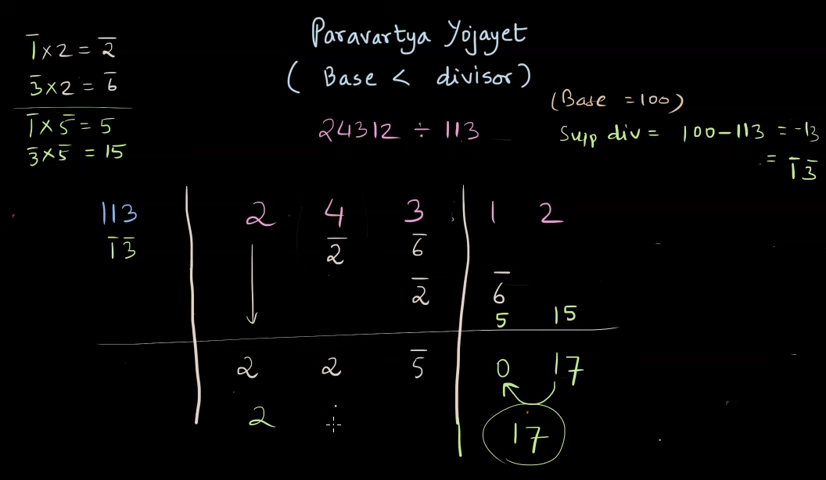 Paravartya Yojayet
( Base < divisor)
1̅ × 2 = 2̅
3̅ × 2 = 6̅
1̅ × 5̅ = 5
3̅ × 5̅ = 15
(Base = 100)
24312 ÷ 113
Supp div = 100 - 113 = -13
= 1̅ 3̅
113 2 4 3 1 2
1̅ 3̅ 2̅ 6̅
2̅ 6̅
5 15
2 2 5̅ 0 17
2 17